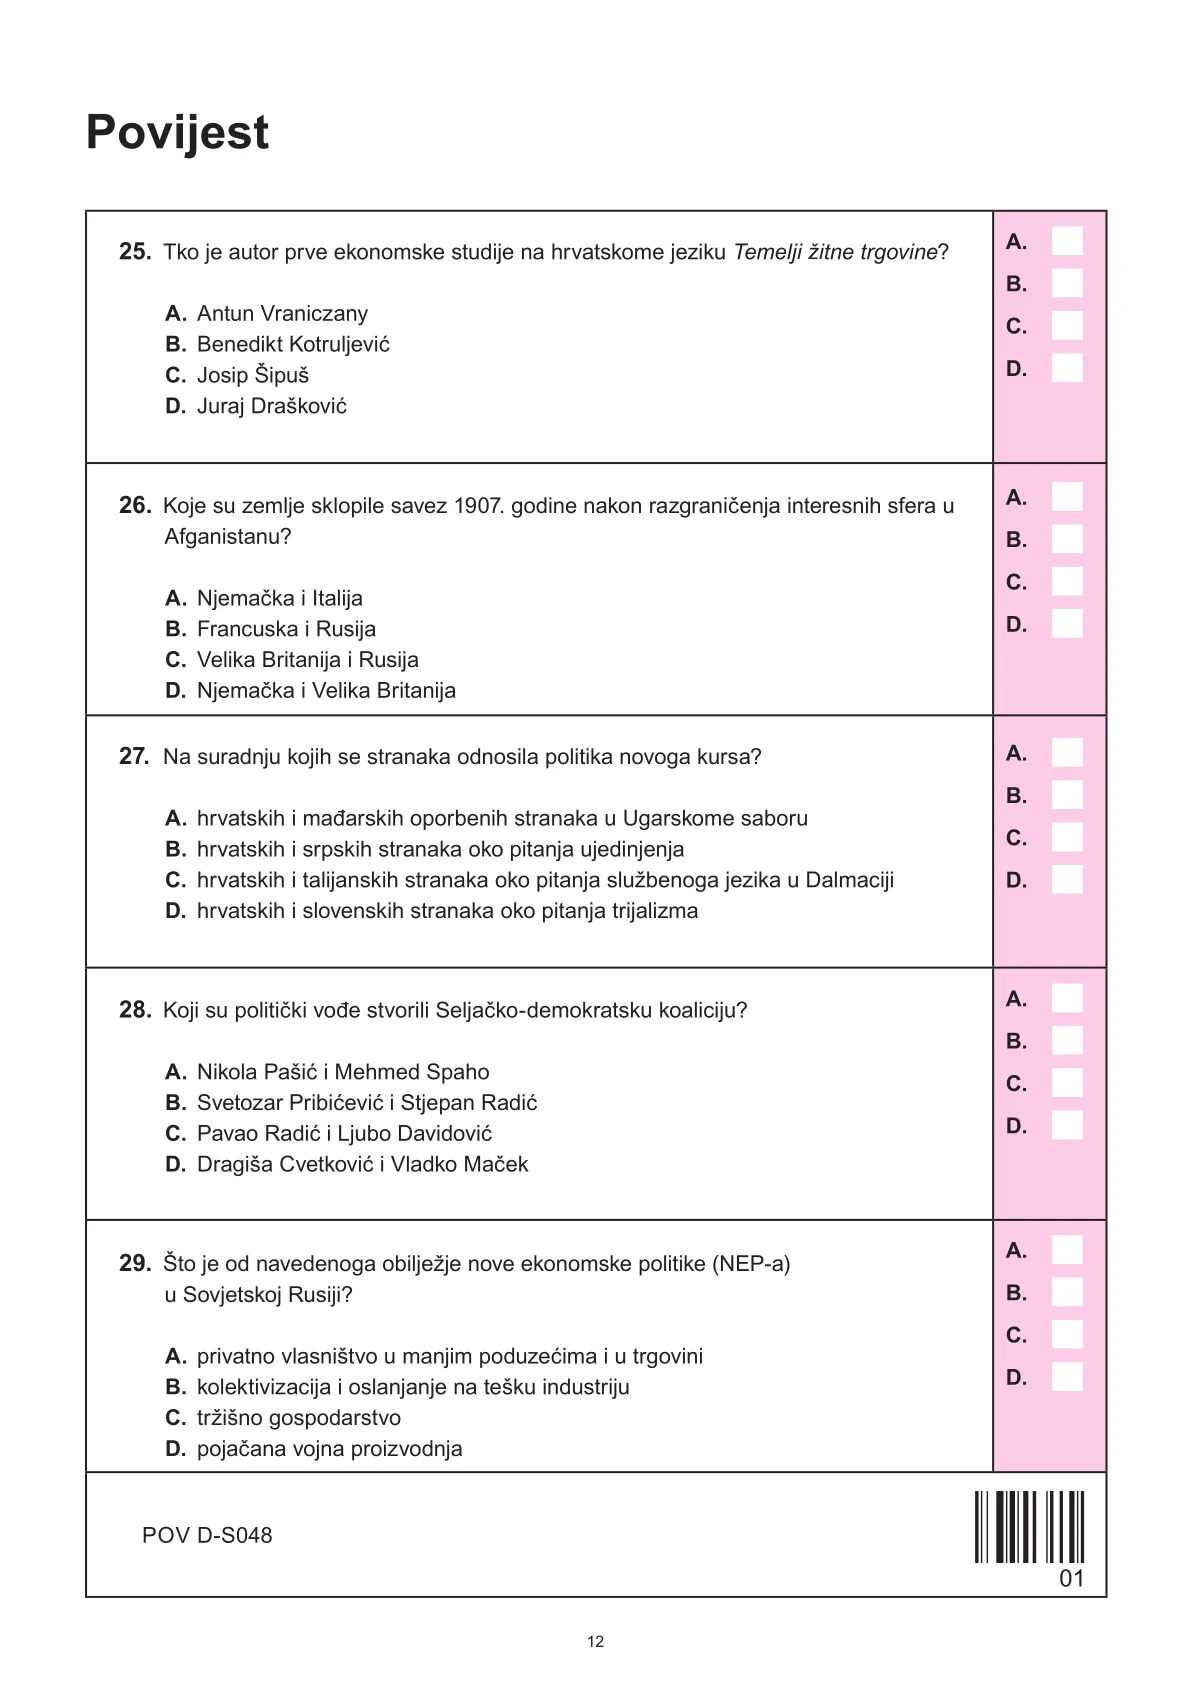 Povijest
25. Tko je autor prve ekonomske studije na hrvatskome jeziku Temelji žitne trgovine?
A. Antun Vraniczany
B. Benedikt Kotruljević
C. Josip Šipuš
D. Juraj Drašković
A.
B.
C.
D.
26. Koje su zemlje sklopile savez 1907. godine nakon razgraničenja interesnih sfera u
Afganistanu?
A. Njemačka i Italija
B. Francuska i Rusija
C. Velika Britanija i Rusija
D. Njemačka i Velika Britanija
A.
B.
C.
D.
27. Na suradnju kojih se stranaka odnosila politika novoga kursa?
A. hrvatskih i mađarskih oporbenih stranaka u Ugarskome saboru
B. hrvatskih i srpskih stranaka oko pitanja ujedinjenja
C. hrvatskih i talijanskih stranaka oko pitanja službenoga jezika u Dalmaciji
D. hrvatskih i slovenskih stranaka oko pitanja trijalizma
A.
B.
C.
D.
28. Koji su politički vođe stvorili Seljačko-demokratsku koaliciju?
A. Nikola Pašić i Mehmed Spaho
B. Svetozar Pribićević i Stjepan Radić
C. Pavao Radić i Ljubo Davidović
D. Dragiša Cvetković i Vladko Maček
A.
B.
C.
D.
29. Što je od navedenoga obilježje nove ekonomske politike (NEP-a)
u Sovjetskoj Rusiji?
A. privatno vlasništvo u manjim poduzećima i u trgovini
B. kolektivizacija i oslanjanje na tešku industriju
C. tržišno gospodarstvo
D. pojačana vojna proizvodnja
A.
B.
C.
D.
POV D-S048
01
12